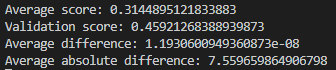 Average score: 0.3144895121833883
Validation score: 0.45921268388939873
Average difference: 1.1930600949360873e-08
Average absolute difference: 7.559659864906798